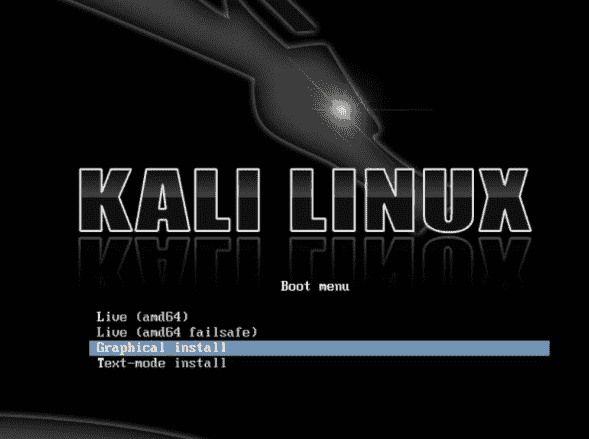 KALI LINUX
Boot menu
Live (amd64)
Live (amd64 failsafe)
Graphical install
Text-mode install